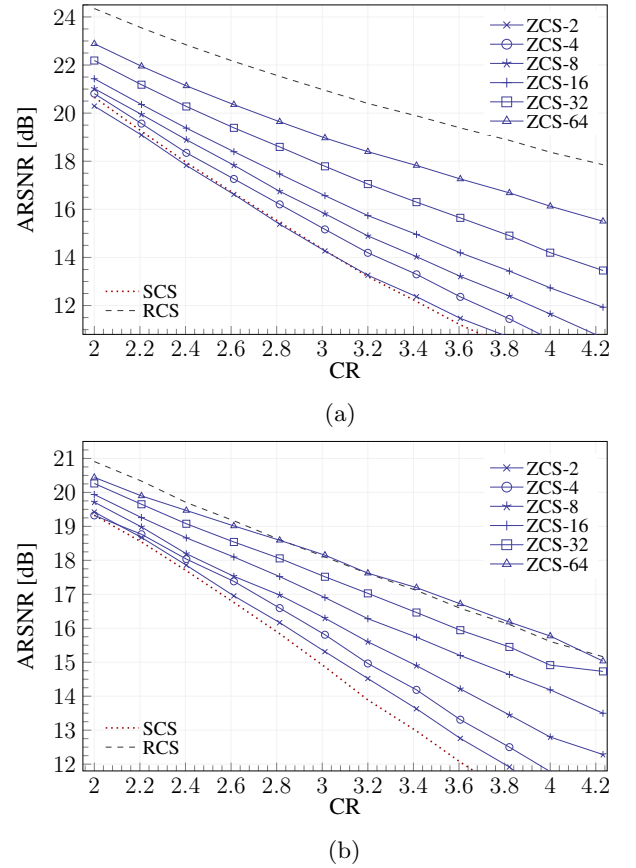 24
22
20
18
16
14
12
ARSNR [dB]
ZCS-2
ZCS-4
ZCS-8
ZCS-16
ZCS-32
ZCS-64
SCS
RCS
2 2.2 2.4 2.6 2.8 3 3.2 3.4 3.6 3.8 4 4.2
CR
(a)
21
20
19
18
17
16
15
14
13
12
ARSNR [dB]
ZCS-2
ZCS-4
ZCS-8
ZCS-16
ZCS-32
ZCS-64
SCS
RCS
2 2.2 2.4 2.6 2.8 3 3.2 3.4 3.6 3.8 4 4.2
CR
(b)